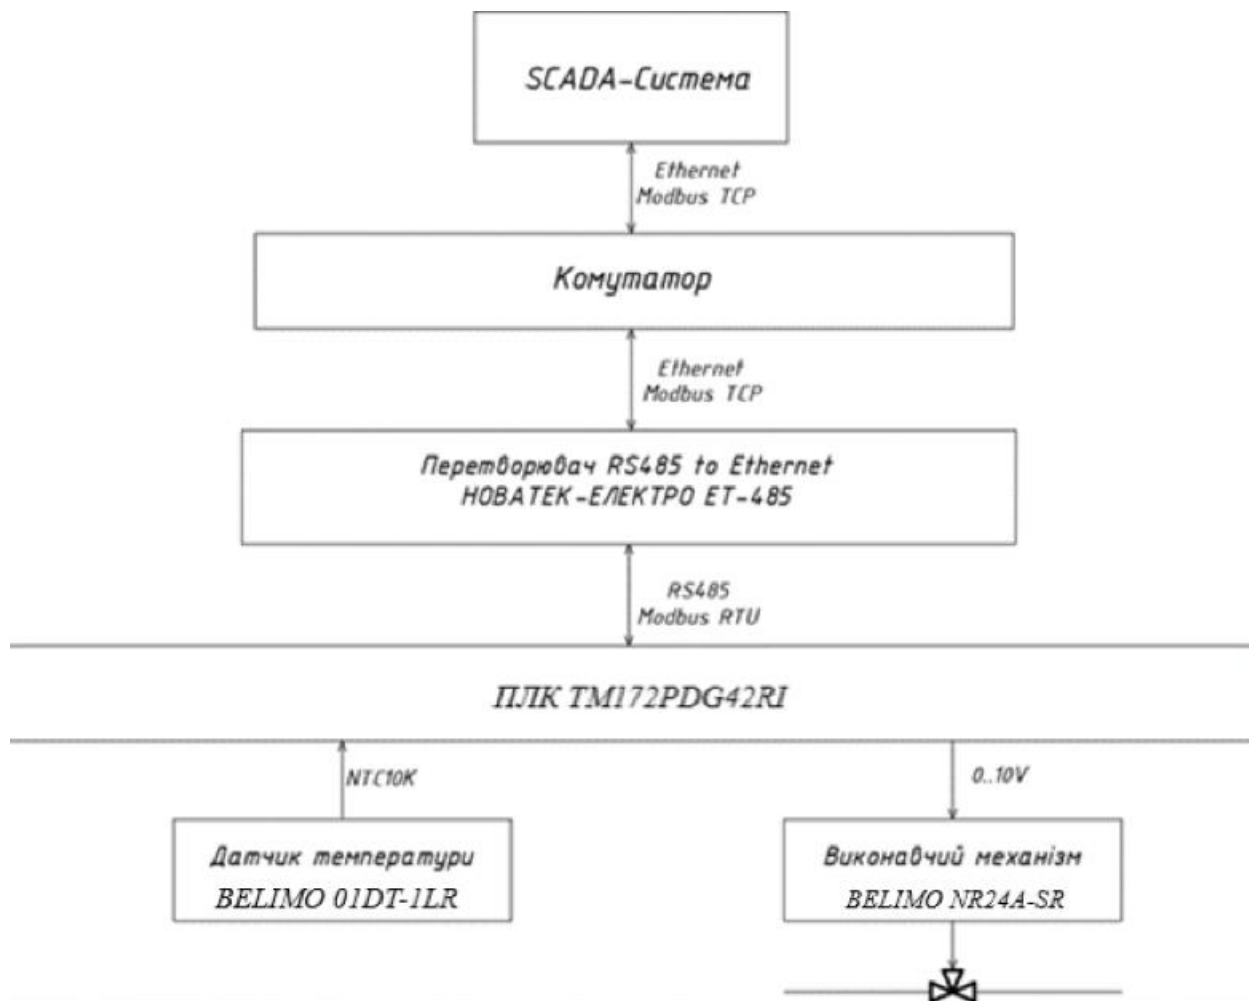 SCADA-Система
Ethernet
Modbus TCP
Комутатор
Ethernet
Modbus TCP
Перетворювач RS485 to Ethernet
НОВАТЕК-ЕЛЕКТРО ЕТ-485
RS485
Modbus RTU
ПЛК TM172PDG42RI
NTC10K
0..10V
Датчик температури
BELIMO 01DT-1LR
Виконавчий механізм
BELIMO NR24A-SR